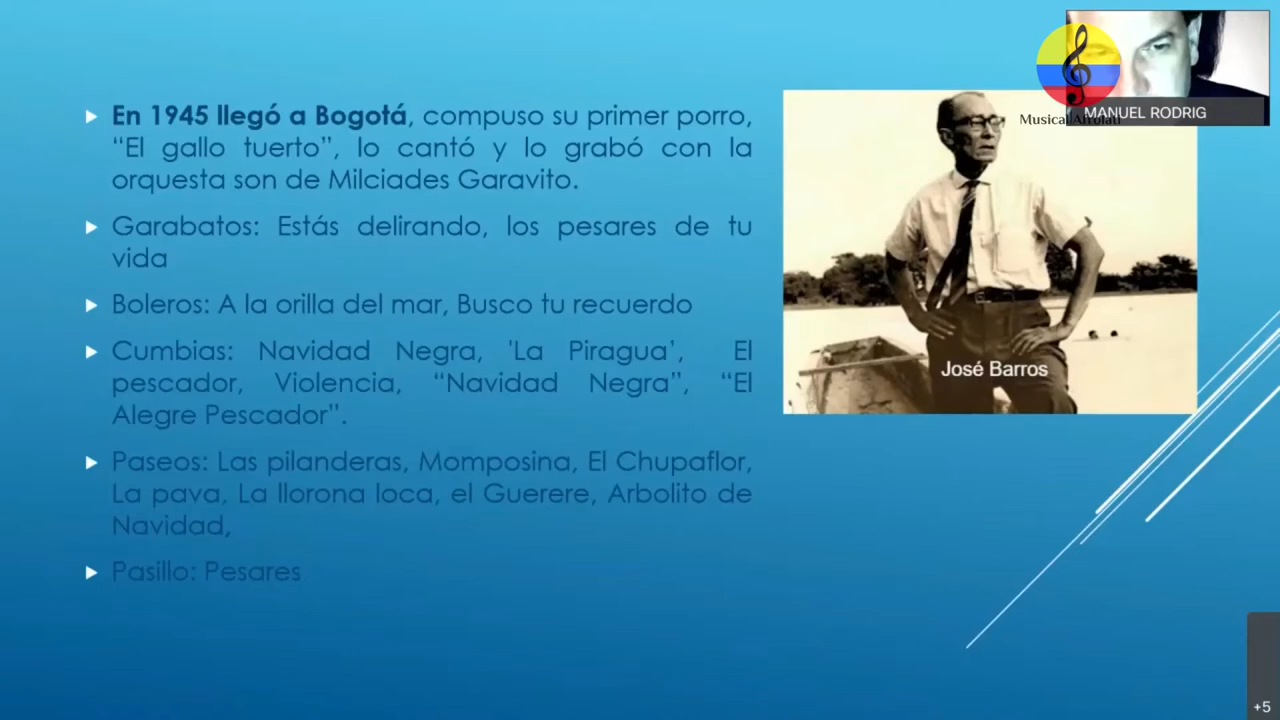 En 1945 llegó a Bogotá, compuso su primer porro,
“El gallo tuerto”, lo cantó y lo grabó con la
orquesta son de Milciades Garavito.
Garabatos: Estás delirando, los pesares de tu
vida
Boleros: A la orilla del mar, Busco tu recuerdo
Cumbias: Navidad Negra, 'La Piragua’, El
pescador, Violencia, “Navidad Negra”, “El
Alegre Pescador”.
Paseos: Las pilanderas, Momposina, El Chupaflor,
La pava, La llorona loca, el Guerere, Arbolito de
Navidad,
Pasillo: Pesares
José Barros
MANUEL RODRIG
+5